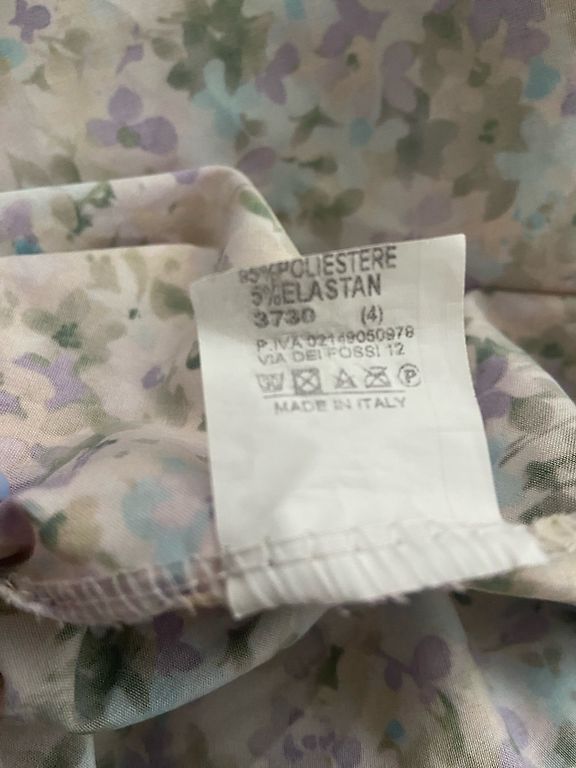 95%POLIESTERE
5%ELASTAN
3730 (4)
P.IVA 02149050978
VIA DEI FOSSI 12
P
MADE IN ITALY